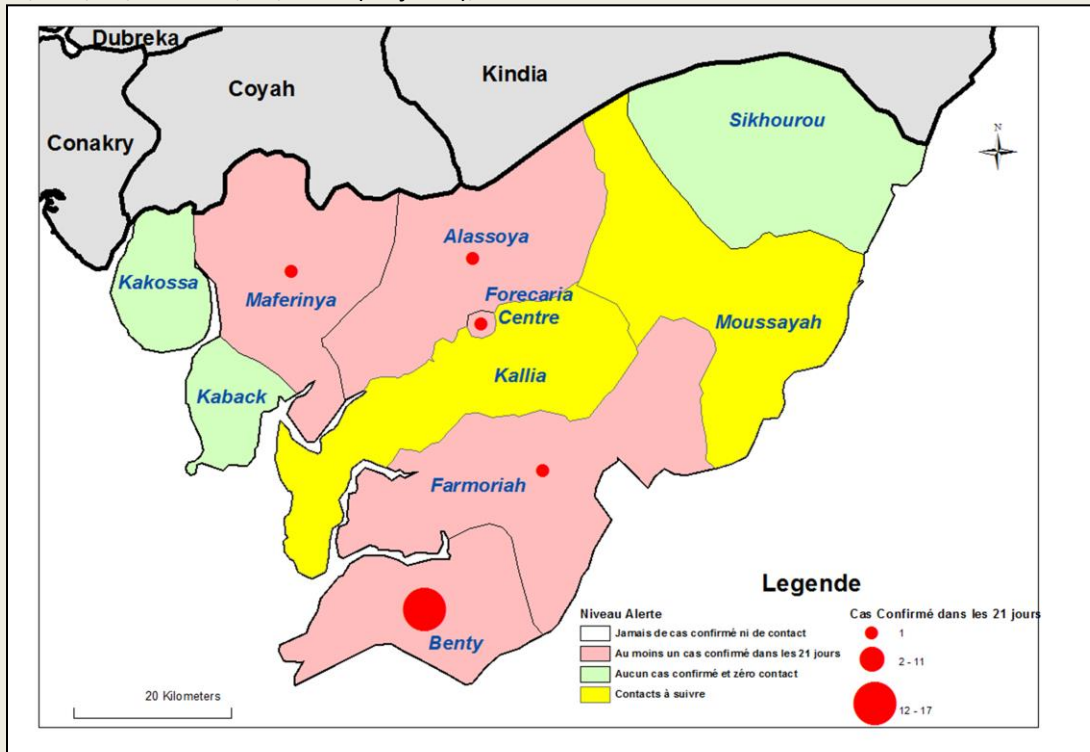 Dubreka
Coyah
Kindia
Conakry
Sikhourou
N
Alassoya
Kakossa
Maferinya
Forecaria
Centre
Moussayah
Kallia
Kaback
Farmoriah
Benty
Legende
Niveau Alerte
Jamais de cas confirmé ni de contact
Au moins un cas confirmé dans les 21 jours
Aucun cas confirmé et zéro contact
Contacts à suivre
Cas Confirmé dans les 21 jours
1
2 - 11
12 - 17
20 Kilometers